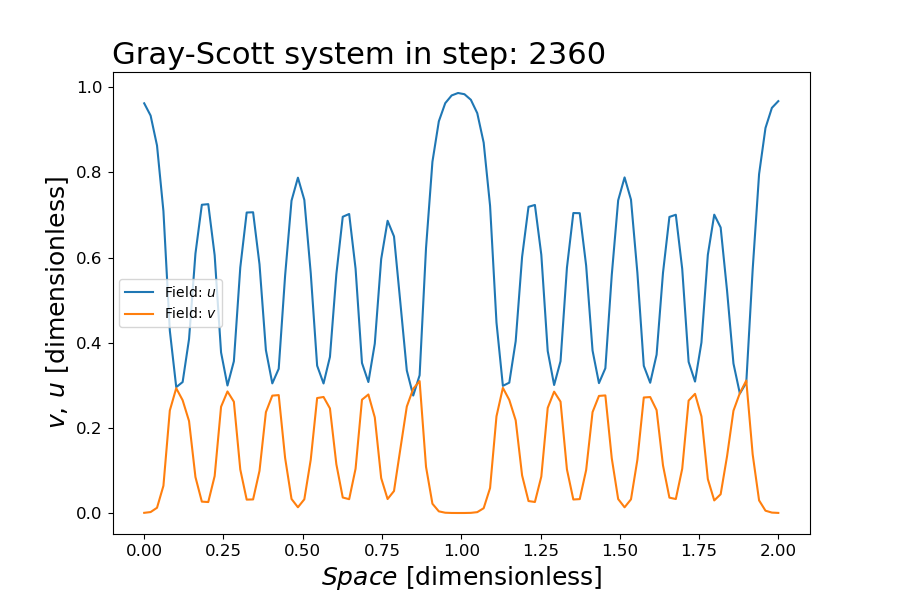 Gray-Scott system in step: 2360
1.0
0.8
0.6
0.4
0.2
0.0
v, u [dimensionless]
Field: u
Field: v
0.00 0.25 0.50 0.75 1.00 1.25 1.50 1.75 2.00
Space [dimensionless]